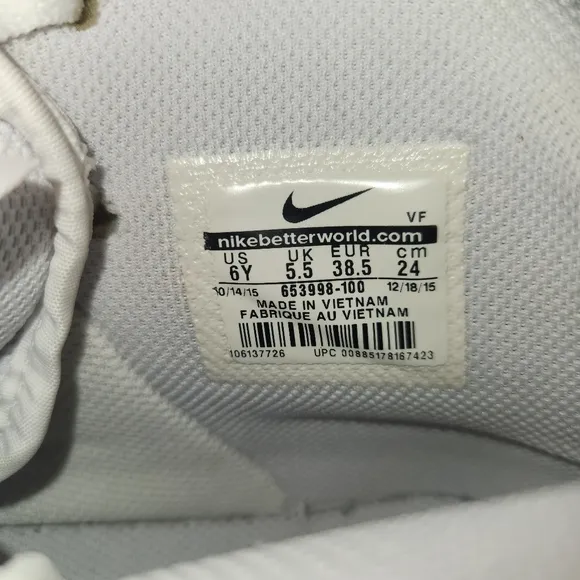 VF
nikebetterworld.com
US UK EUR cm
6Y 5.5 38.5 24
10/14/15 653998-100 12/18/15
MADE IN VIETNAM
FABRIQUE AU VIETNAM
106137726 UPC 00885178167423